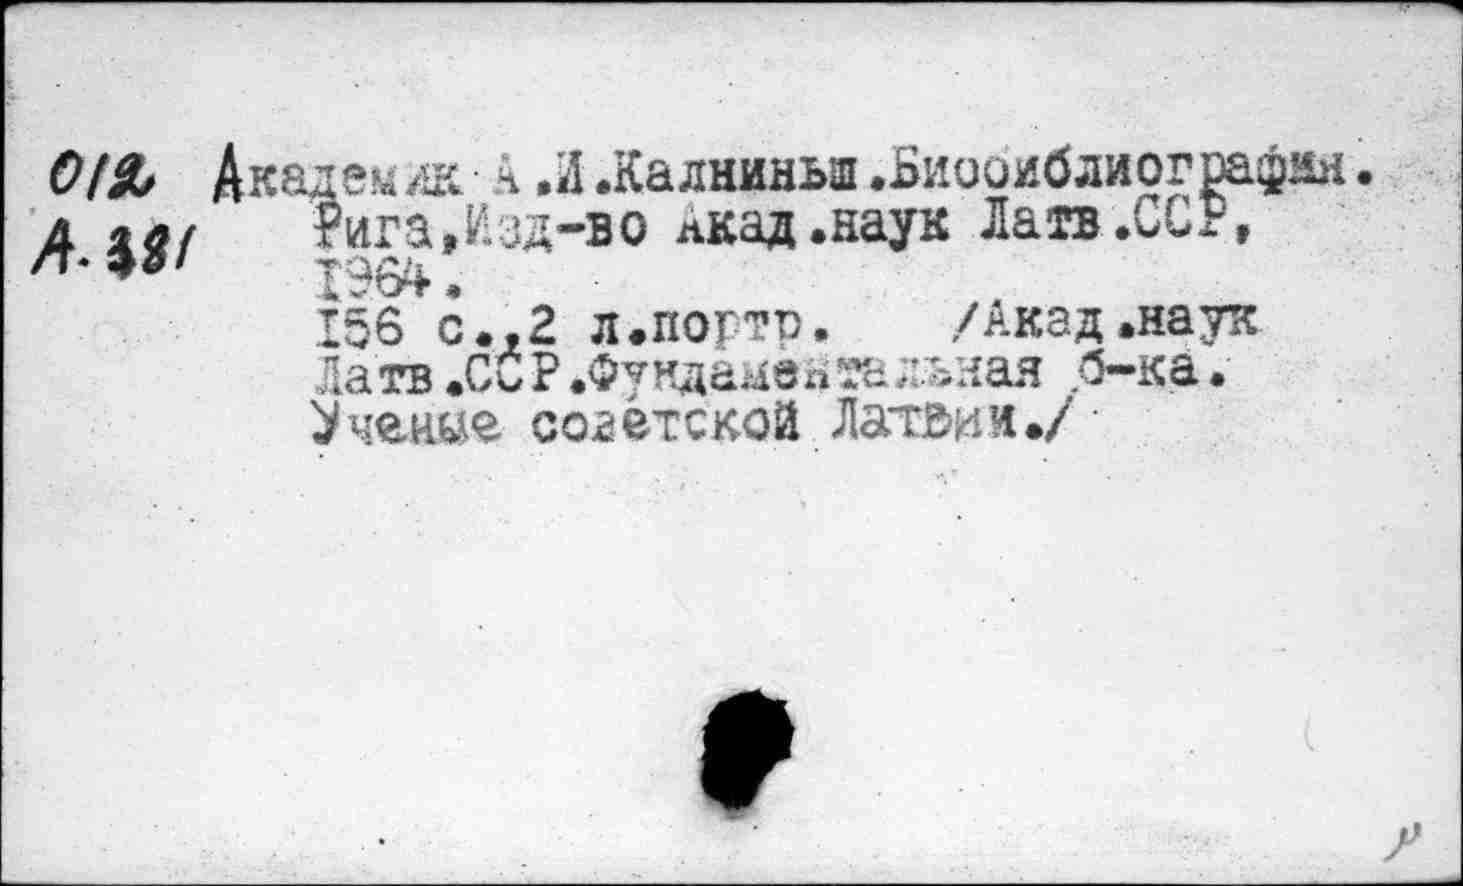 012 Академик А.И.Калниньш.Биобиблиография.
А.381 Рига,Изд-во Акад.наук Латв.ССР,
1964.
156 с.,2 л.портр. /Акад.наук
Латв.ССР.Фундаментальная б-ка.
Ученые советской Латвии./